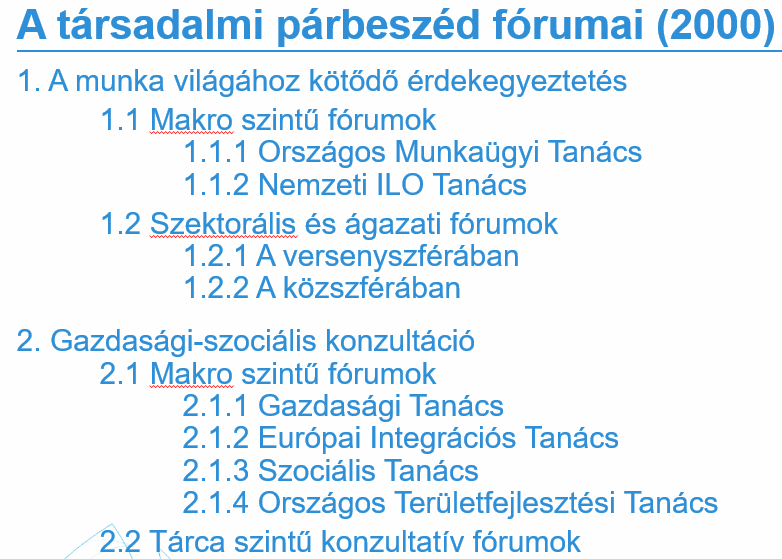 A társadalmi párbeszéd fórumai (2000)
1. A munka világához kötődő érdekegyeztetés
1.1 Makro szintű fórumok
1.1.1 Országos Munkaügyi Tanács
1.1.2 Nemzeti ILO Tanács
1.2 Szektorális és ágazati fórumok
1.2.1 A versenyszférában
1.2.2 A közszférában
2. Gazdasági-szociális konzultáció
2.1 Makro szintű fórumok
2.1.1 Gazdasági Tanács
2.1.2 Európai Integrációs Tanács
2.1.3 Szociális Tanács
2.1.4 Országos Területfejlesztési Tanács
2.2 Tárca szintű konzultatív fórumok